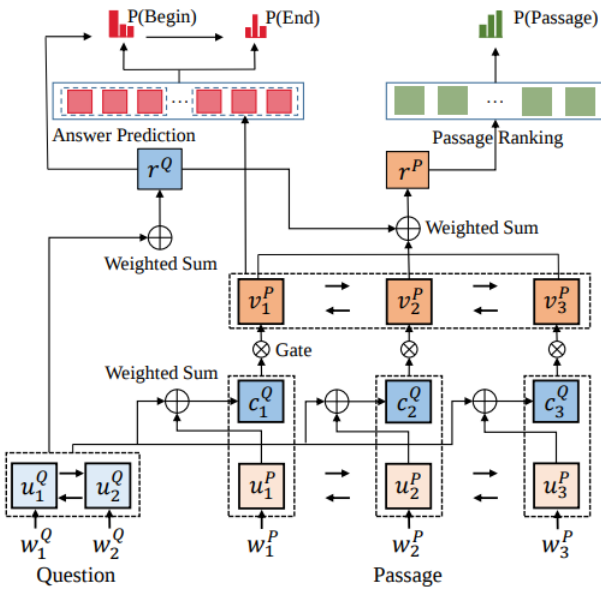 P(Begin) P(End) P(Passage)
... ...
Answer Prediction Passage Ranking
r^Q r^P
Weighted Sum
Weighted Sum
v_1^P v_2^P v_3^P
Gate
Weighted Sum
c_1^Q c_2^Q c_3^Q
u_1^Q u_2^Q u_1^P u_2^P u_3^P
w_1^Q w_2^Q w_1^P w_2^P w_3^P
Question Passage